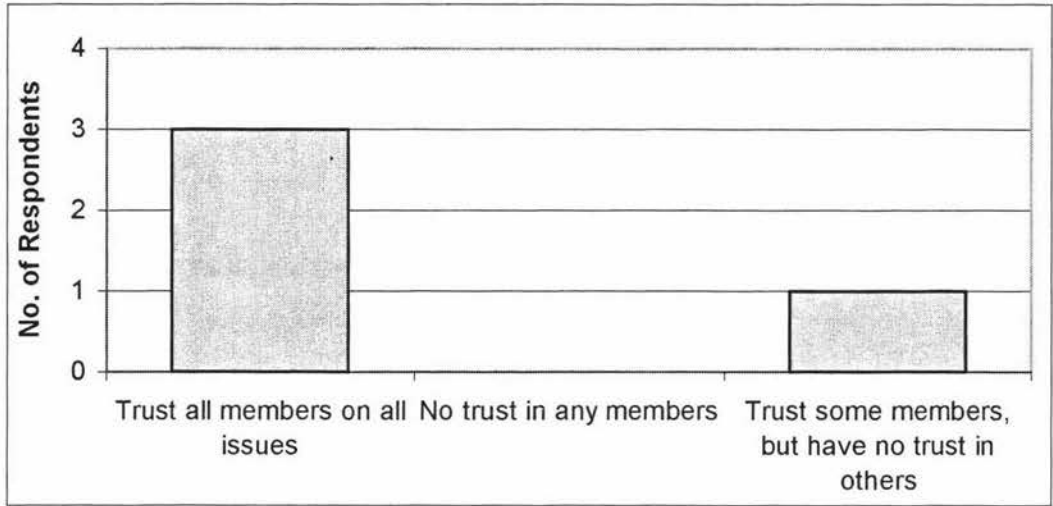 No. of Respondents
4
3
2
1
0
Trust all members on all
issues
No trust in any members
Trust some members,
but have no trust in
others